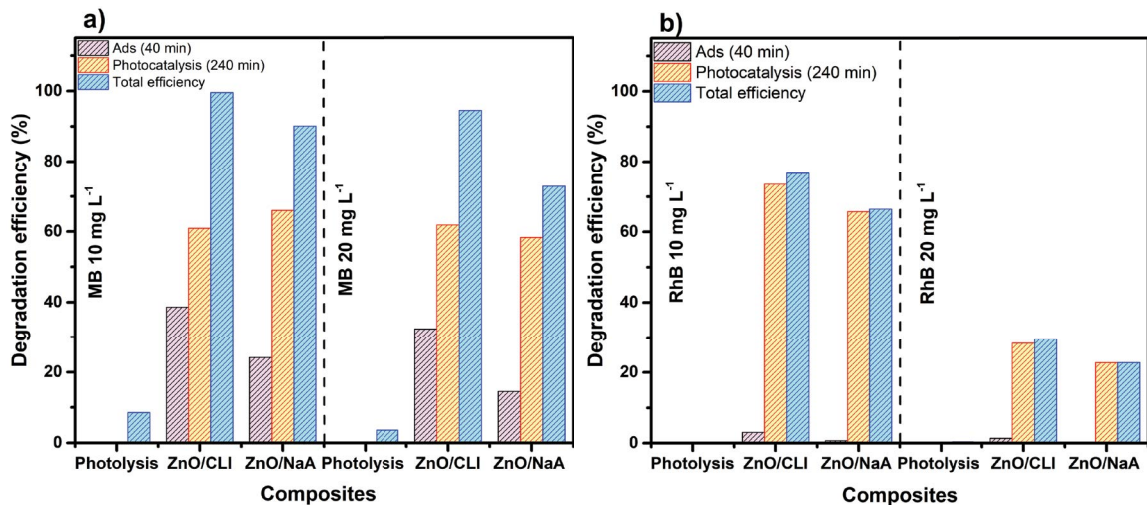 a)
Ads (40 min)
Photocatalysis (240 min)
Total efficiency
Degradation efficiency (%)
100
80
60
40
20
0
MB 10 mg L⁻¹
MB 20 mg L⁻¹
Photolysis ZnO/CLI ZnO/NaA Photolysis ZnO/CLI ZnO/NaA
Composites
b)
Ads (40 min)
Photocatalysis (240 min)
Total efficiency
Degradation efficiency (%)
100
80
60
40
20
0
RhB 10 mg L⁻¹
RhB 20 mg L⁻¹
Photolysis ZnO/CLI ZnO/NaA Photolysis ZnO/CLI ZnO/NaA
Composites